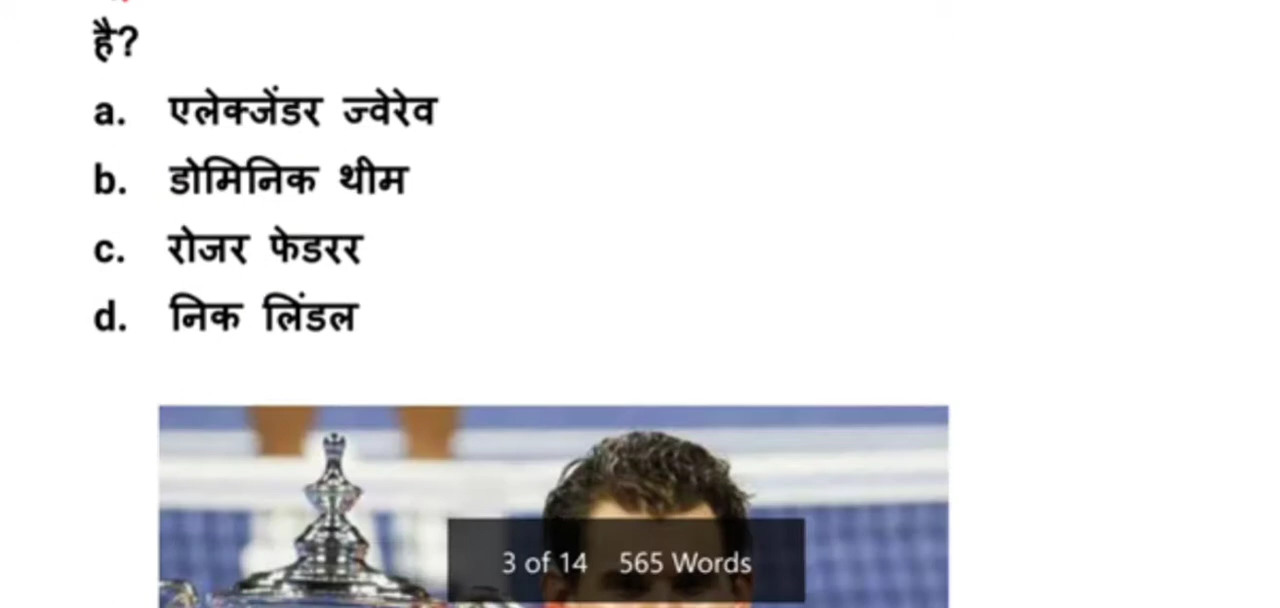 है?
a. एलेक्जेंडर ज्वेरेव
b. डोमिनिक थीम
c. रोजर फेडरर
d. निक लिंडल
3 of 14 565 Words